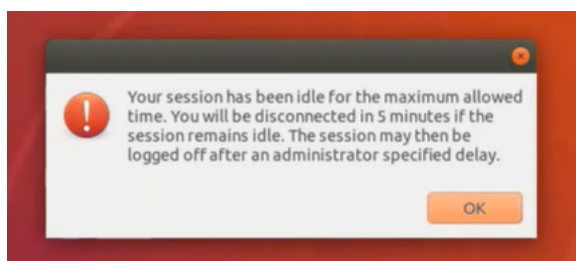 Your session has been idle for the maximum allowed
time. You will be disconnected in 5 minutes if the
session remains idle. The session may then be
logged off after an administrator specified delay.
OK